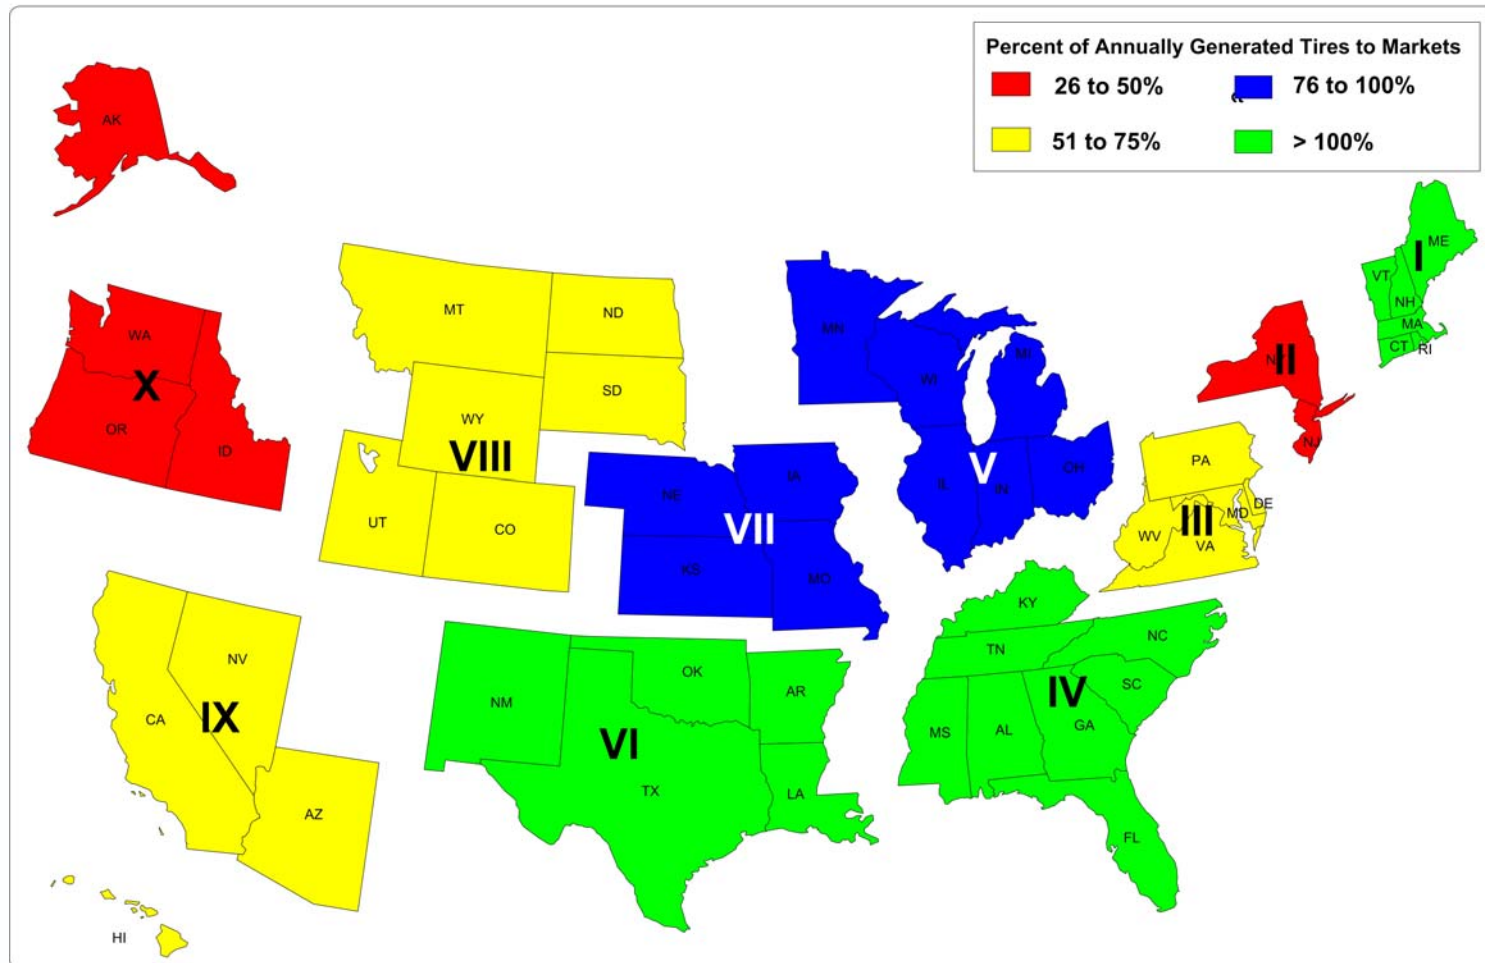 Percent of Annually Generated Tires to Markets
26 to 50%
76 to 100%
51 to 75%
> 100%
AK
ME
I
VT
NH
MA
CT
RI
WA
X
OR
ID
MT
ND
SD
WY
VIII
UT
CO
MN
WI
MI
V
IL
IN
OH
NY
II
NJ
PA
III
MD
DE
WV
VA
NE
IA
VII
KS
MO
KY
TN
NC
SC
IV
MS
AL
GA
FL
NV
CA
IX
AZ
HI
NM
OK
AR
VI
TX
LA